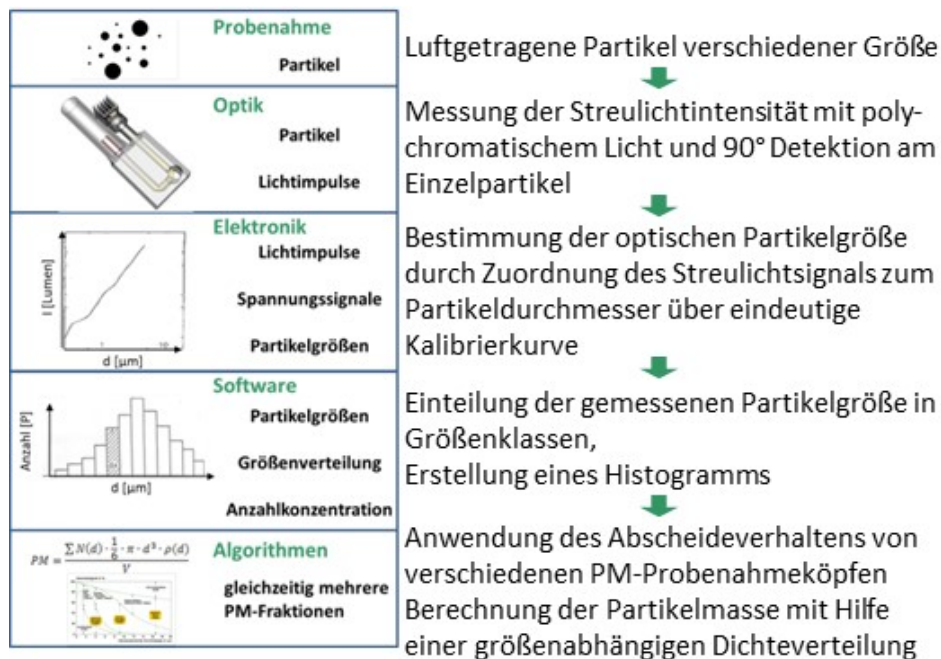 Probenahme
Partikel
Luftgetragene Partikel verschiedener Größe
Optik
Partikel
Lichtimpulse
Messung der Streulichtintensität mit poly-
chromatischem Licht und 90° Detektion am
Einzelpartikel
Elektronik
Lichtimpulse
Spannungssignale
Partikelgrößen
I [Lumen]
1 10
d [µm]
Bestimmung der optischen Partikelgröße
durch Zuordnung des Streulichtsignals zum
Partikeldurchmesser über eindeutige
Kalibrierkurve
Software
Partikelgrößen
Größenverteilung
Anzahlkonzentration
Anzahl [P]
d [µm]
Einteilung der gemessenen Partikelgröße in
Größenklassen,
Erstellung eines Histogramms
Algorithmen
gleichzeitig mehrere
PM-Fraktionen
PM = ∑ N(d) · 1/6 · π · d³ · ρ(d) / V
Anwendung des Abscheideverhaltens von
verschiedenen PM-Probenahmeköpfen
Berechnung der Partikelmasse mit Hilfe
einer größenabhängigen Dichteverteilung